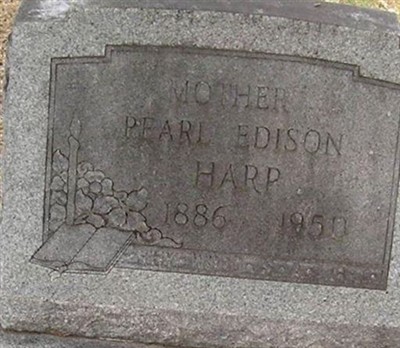 MOTHER
PEARL EDISON
HARP
1886 1950